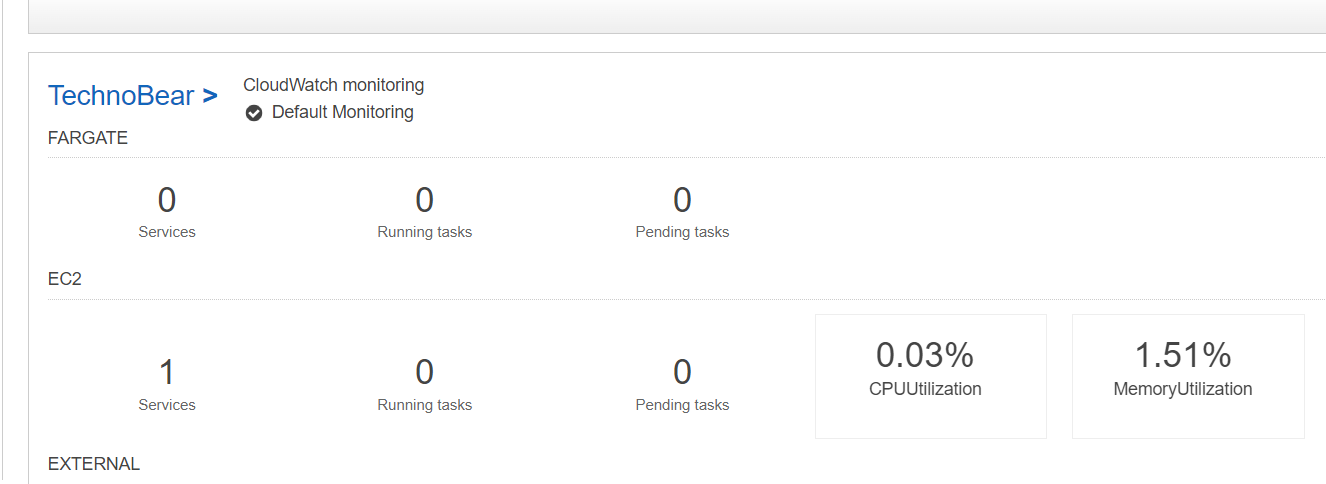 TechnoBear >
CloudWatch monitoring
Default Monitoring
FARGATE
0
Services
0
Running tasks
0
Pending tasks
EC2
1
Services
0
Running tasks
0
Pending tasks
0.03%
CPUUtilization
1.51%
MemoryUtilization
EXTERNAL